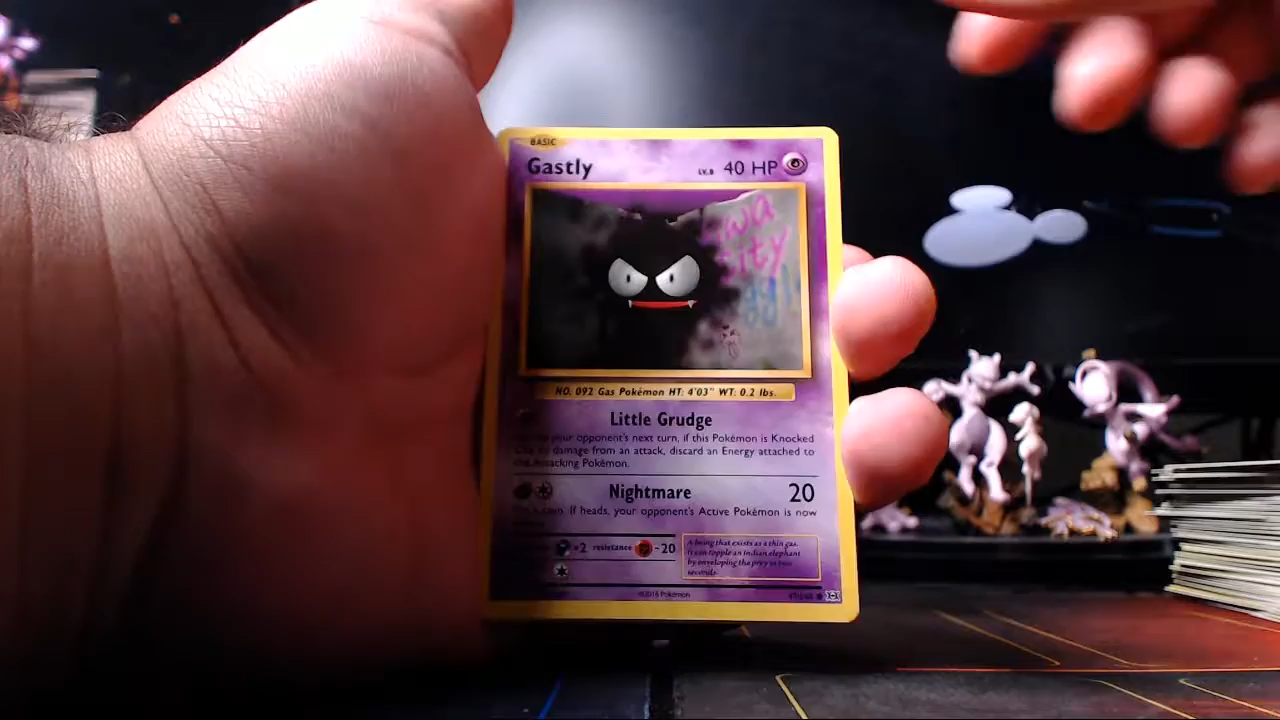 BASIC
Gastly LV.8 40 HP
City
NO. 092 Gas Pokémon HT: 4'03" WT: 0.2 lbs.
Little Grudge
your opponent's next turn, if this Pokémon is Knocked
damage from an attack, discard an Energy attached to
the Attacking Pokémon.
Nightmare 20
If heads, your opponent's Active Pokémon is now
×2 resistance -20
A being that exists as a thin gas.
It can topple an Indian elephant
by enveloping the prey in two
seconds.
©2016 Pokémon